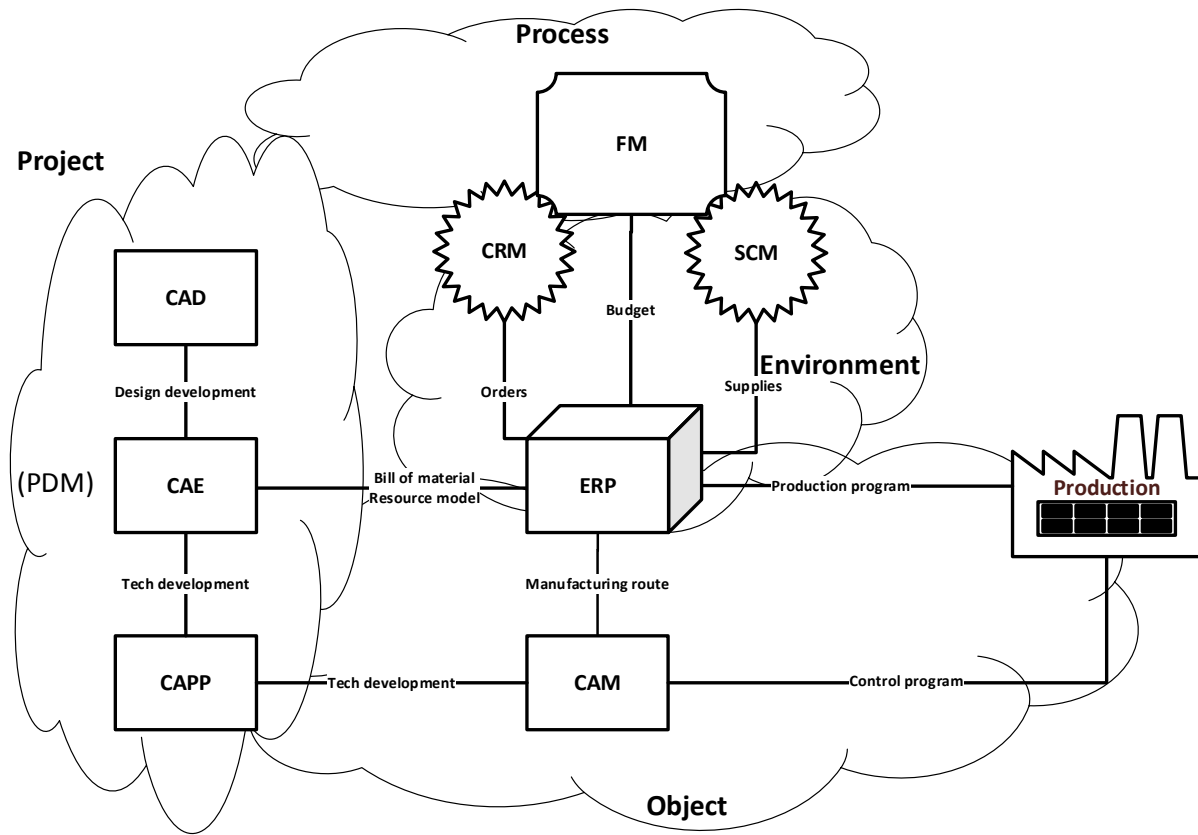 Process
FM
Project
CRM
SCM
CAD
Budget
Environment
Design development
Orders
Supplies
(PDM)
CAE
Bill of material
Resource model
ERP
Production program
Production
Tech development
Manufacturing route
CAPP
Tech development
CAM
Control program
Object